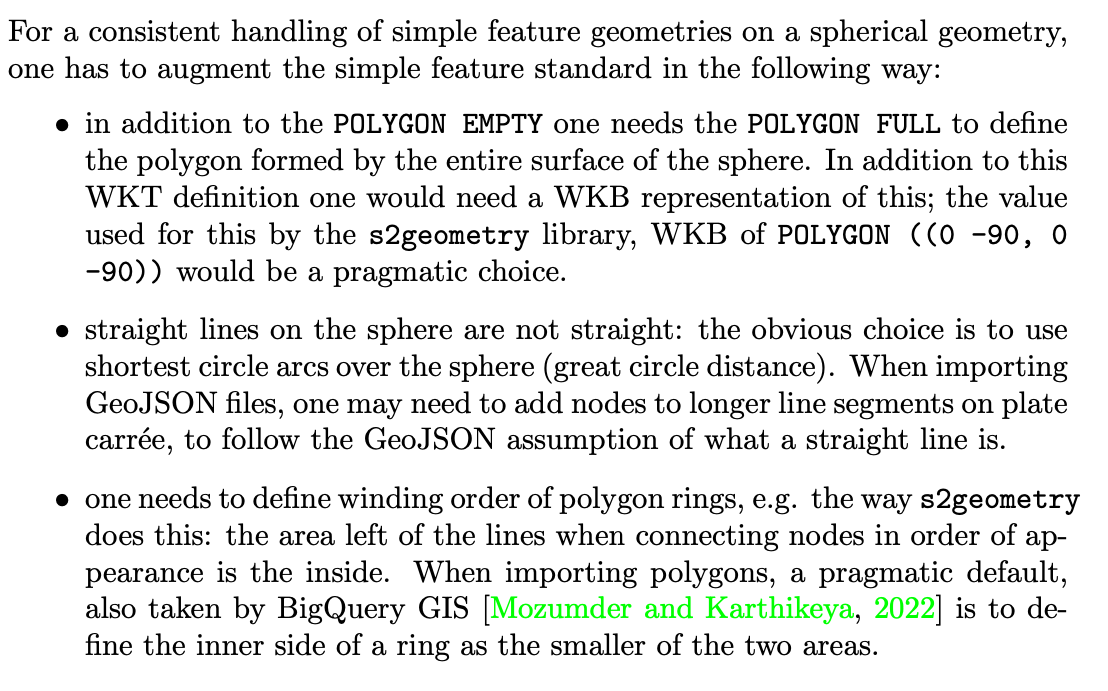 For a consistent handling of simple feature geometries on a spherical geometry,
one has to augment the simple feature standard in the following way:
• in addition to the POLYGON EMPTY one needs the POLYGON FULL to define
the polygon formed by the entire surface of the sphere. In addition to this
WKT definition one would need a WKB representation of this; the value
used for this by the s2geometry library, WKB of POLYGON ((0 -90, 0
-90)) would be a pragmatic choice.
• straight lines on the sphere are not straight: the obvious choice is to use
shortest circle arcs over the sphere (great circle distance). When importing
GeoJSON files, one may need to add nodes to longer line segments on plate
carrée, to follow the GeoJSON assumption of what a straight line is.
• one needs to define winding order of polygon rings, e.g. the way s2geometry
does this: the area left of the lines when connecting nodes in order of ap-
pearance is the inside. When importing polygons, a pragmatic default,
also taken by BigQuery GIS [Mozumder and Karthikeya, 2022] is to de-
fine the inner side of a ring as the smaller of the two areas.